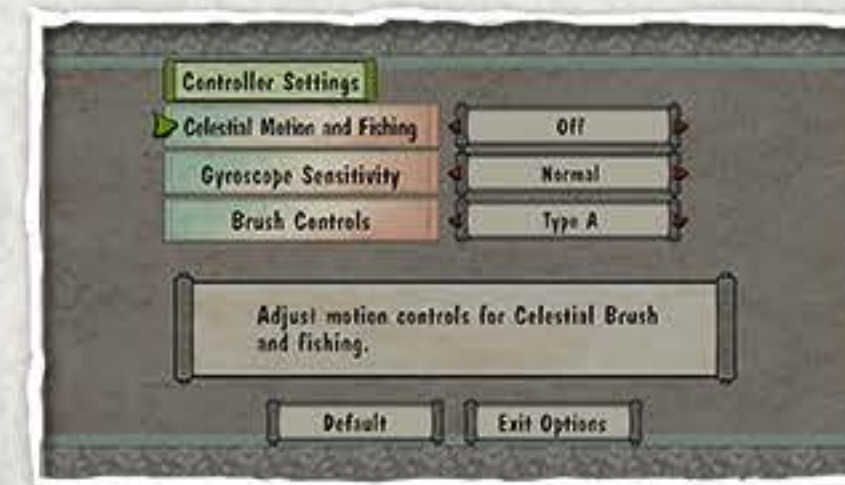 Controller Settings
Celestial Motion and Fishing
Off
Gyroscope Sensitivity
Normal
Brush Controls
Type A
Adjust motion controls for Celestial Brush
and fishing.
Default
Exit Options